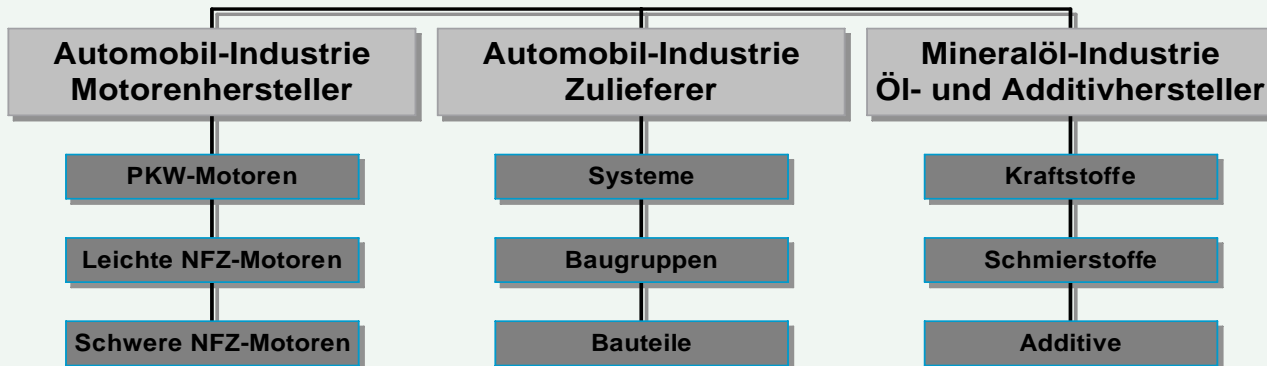 Automobil-Industrie
Motorenhersteller
PKW-Motoren
Leichte NFZ-Motoren
Schwere NFZ-Motoren
Automobil-Industrie
Zulieferer
Systeme
Baugruppen
Bauteile
Mineralöl-Industrie
Öl- und Additivhersteller
Kraftstoffe
Schmierstoffe
Additive